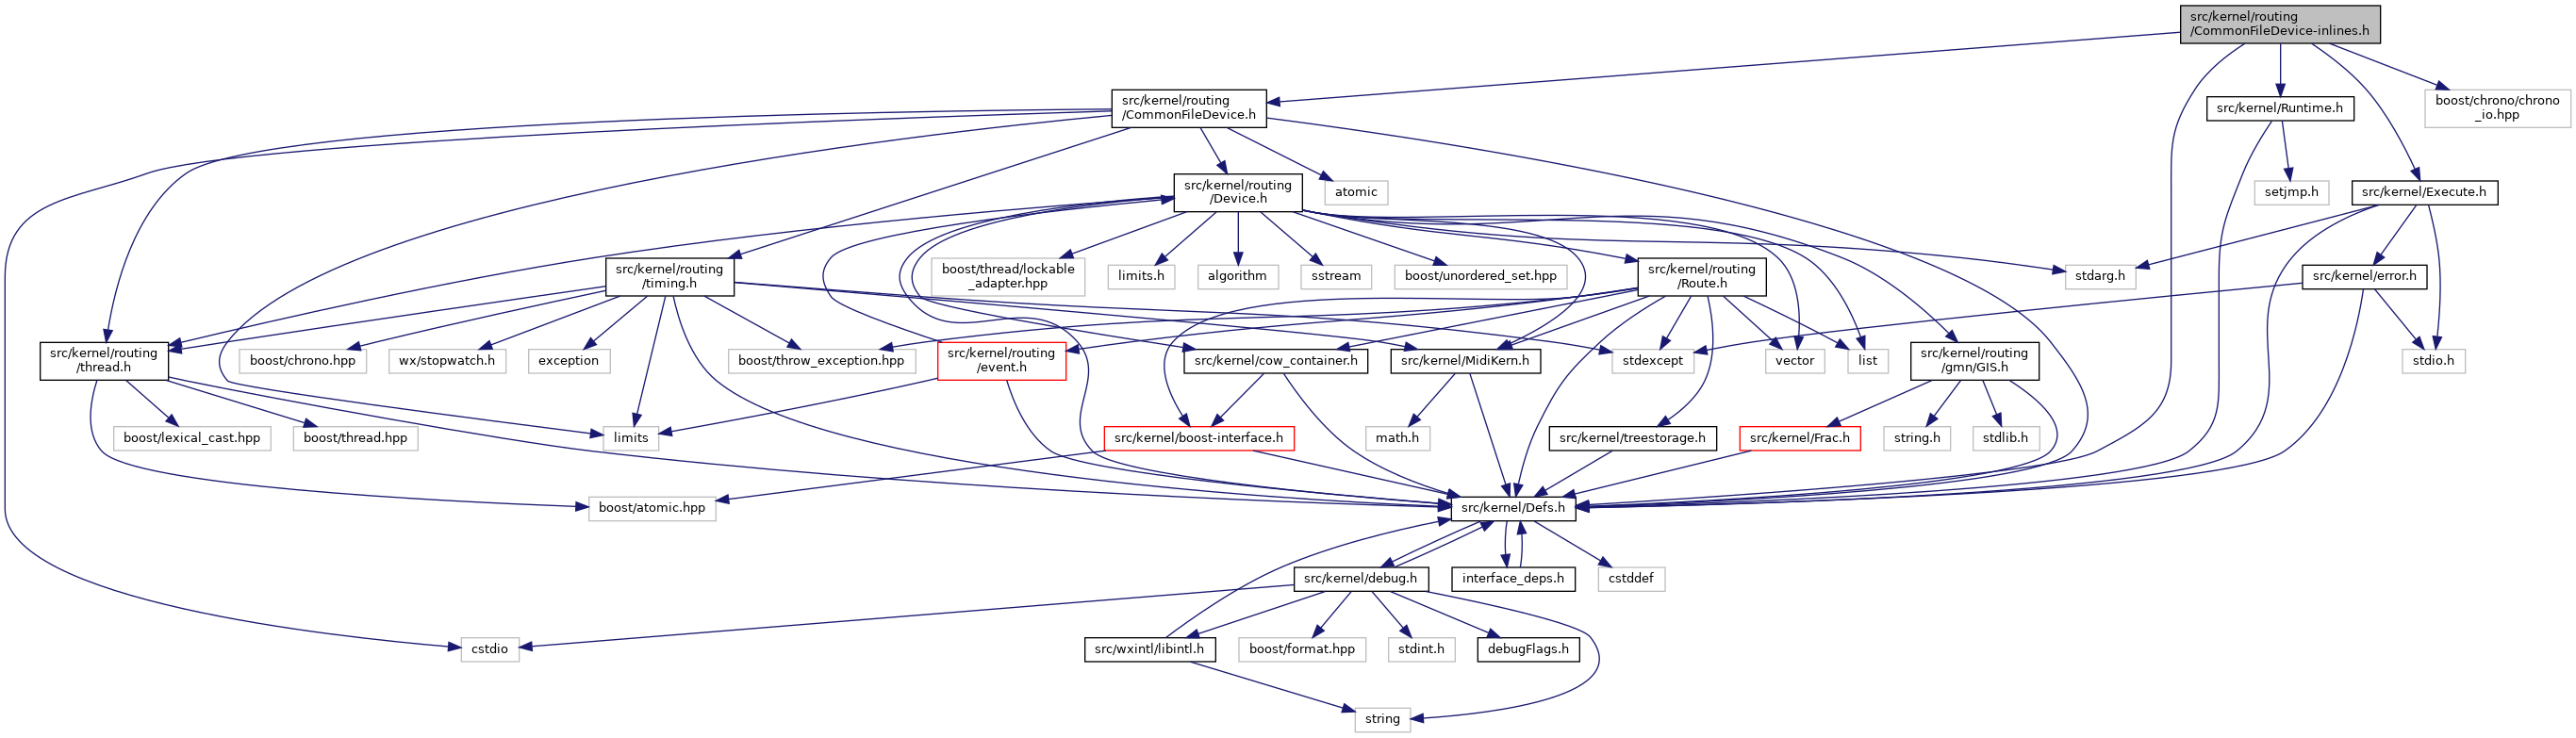 src/kernel/routing
/CommonFileDevice-inlines.h
src/kernel/routing
/CommonFileDevice.h
src/kernel/Runtime.h
boost/chrono/chrono
_io.hpp
src/kernel/routing
/Device.h
atomic
setjmp.h
src/kernel/Execute.h
src/kernel/routing
/timing.h
boost/thread/lockable
_adapter.hpp
limits.h
algorithm
sstream
boost/unordered_set.hpp
src/kernel/routing
/Route.h
stdarg.h
src/kernel/error.h
src/kernel/routing
/thread.h
boost/chrono.hpp
wx/stopwatch.h
exception
boost/throw_exception.hpp
src/kernel/routing
/event.h
src/kernel/cow_container.h
src/kernel/MidiKern.h
stdexcept
vector
list
src/kernel/routing
/gmn/GIS.h
stdio.h
boost/lexical_cast.hpp
boost/thread.hpp
limits
src/kernel/boost-interface.h
math.h
src/kernel/treestorage.h
src/kernel/Frac.h
string.h
stdlib.h
boost/atomic.hpp
src/kernel/Defs.h
src/kernel/debug.h
interface_deps.h
cstddef
cstdio
src/wxintl/libintl.h
boost/format.hpp
stdint.h
debugFlags.h
string